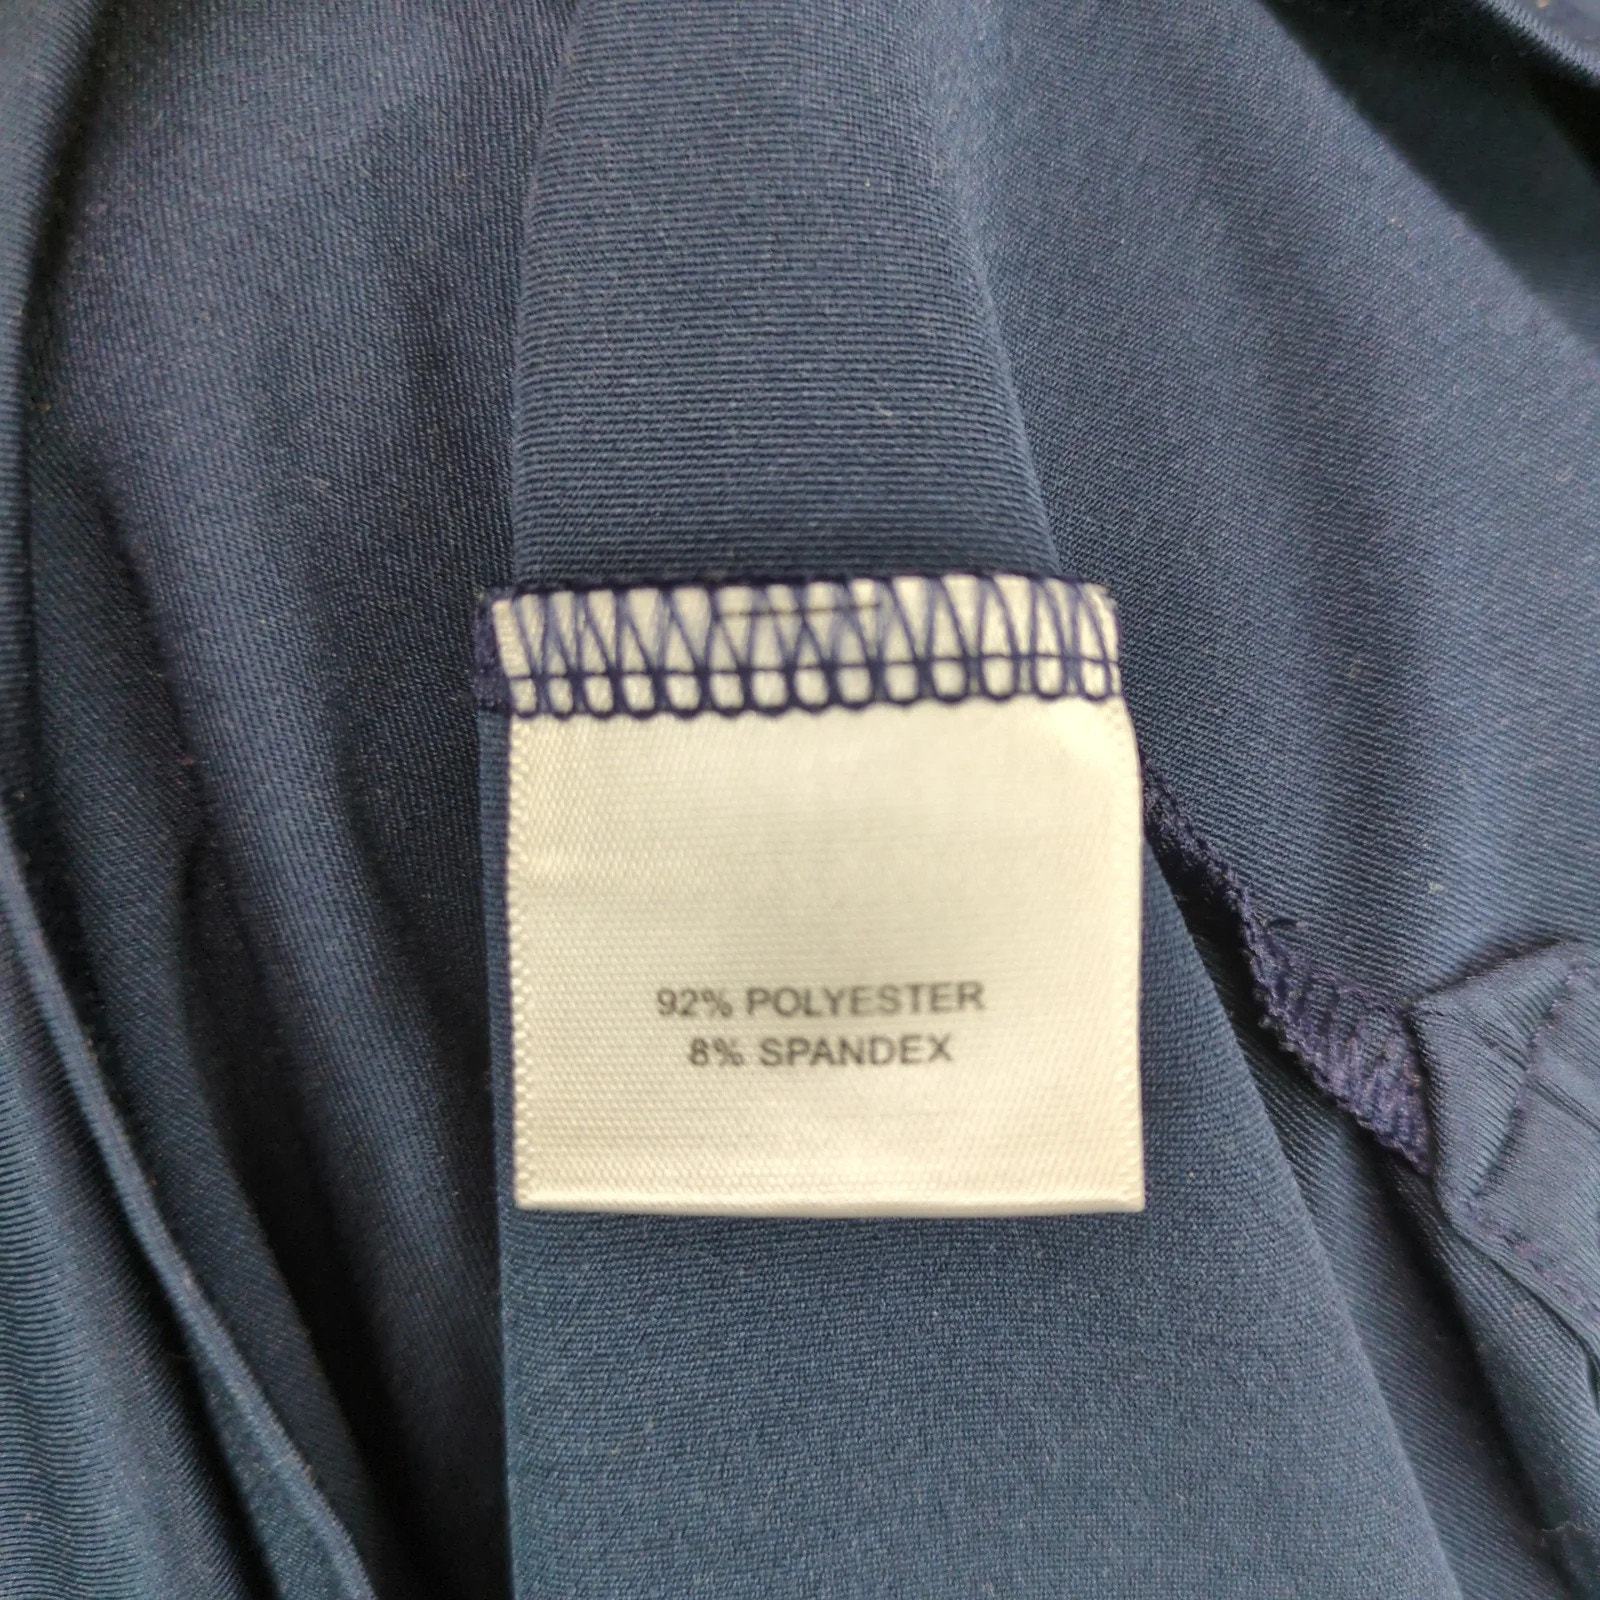 92% POLYESTER
8% SPANDEX